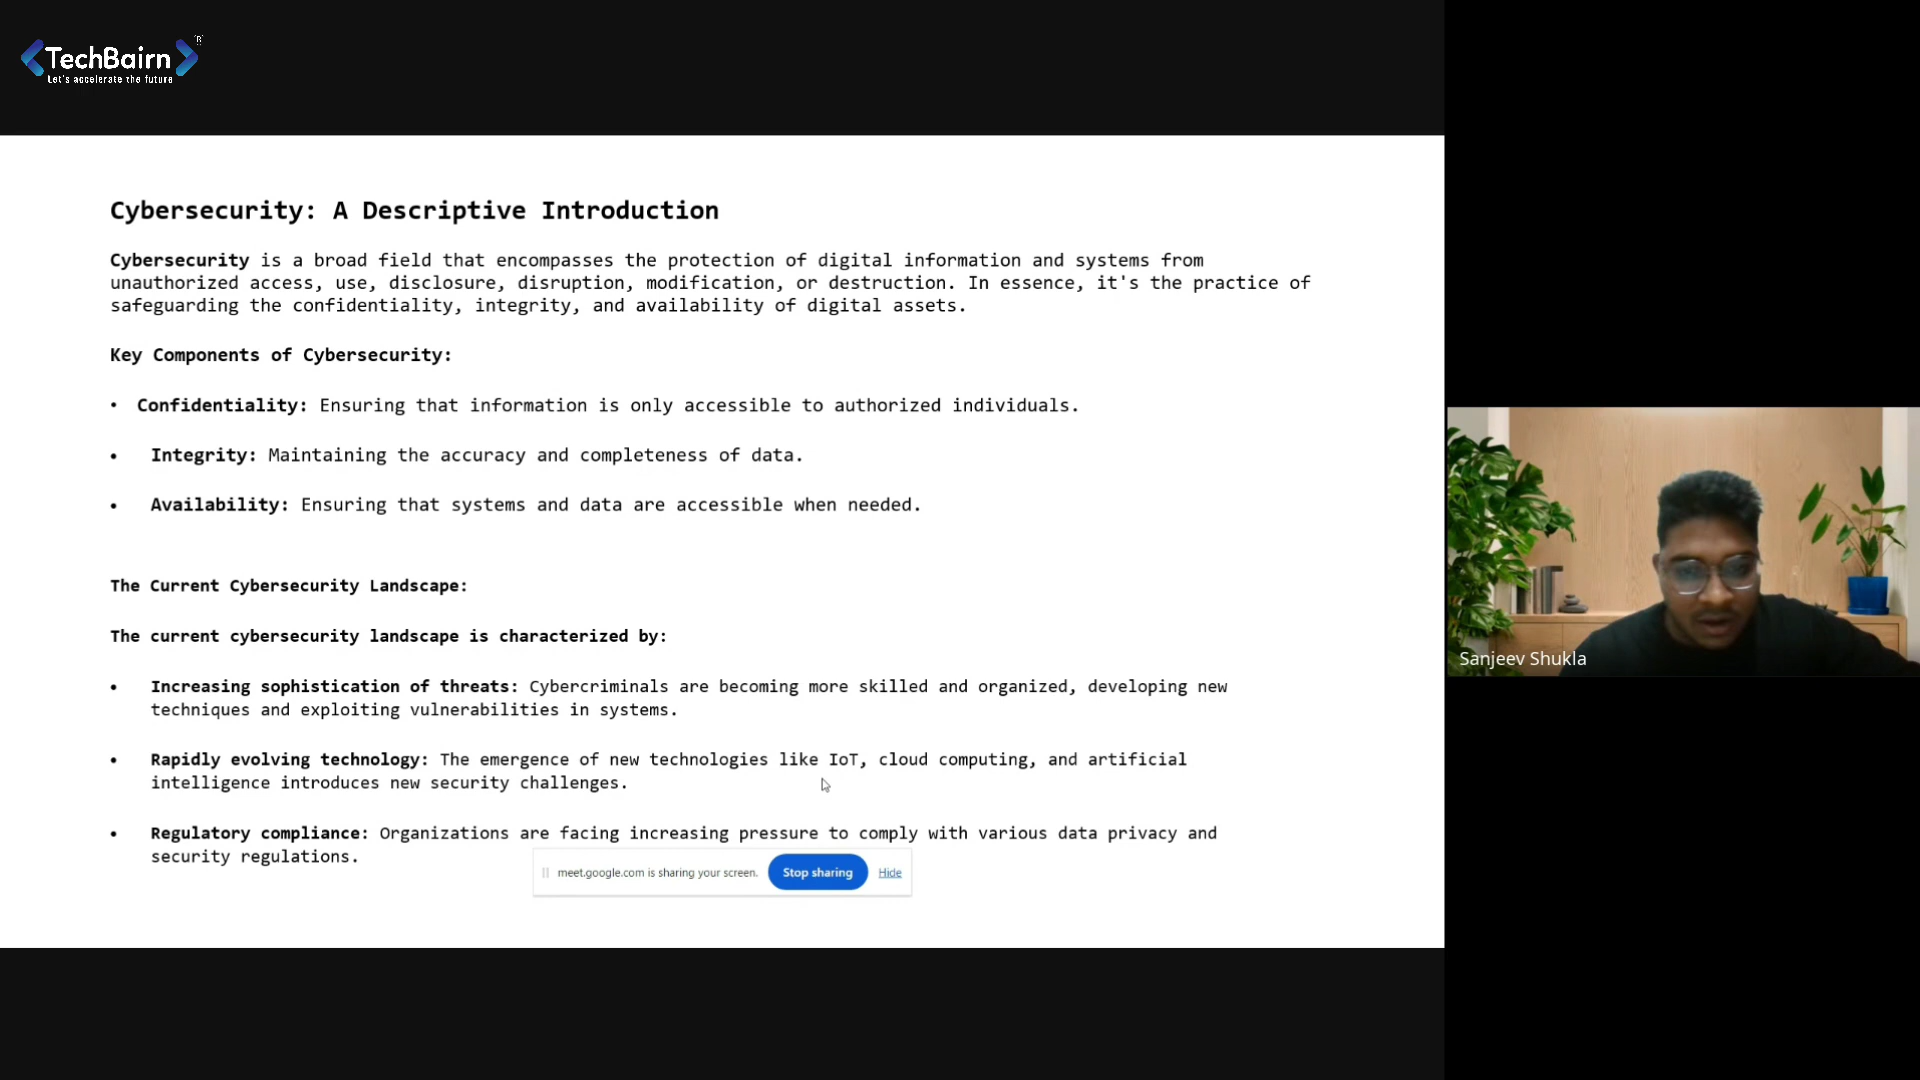 TechBairn
Let's accelerate the future
Cybersecurity: A Descriptive Introduction
Cybersecurity is a broad field that encompasses the protection of digital information and systems from
unauthorized access, use, disclosure, disruption, modification, or destruction. In essence, it's the practice of
safeguarding the confidentiality, integrity, and availability of digital assets.
Key Components of Cybersecurity:
• Confidentiality: Ensuring that information is only accessible to authorized individuals.
• Integrity: Maintaining the accuracy and completeness of data.
• Availability: Ensuring that systems and data are accessible when needed.
The Current Cybersecurity Landscape:
The current cybersecurity landscape is characterized by:
• Increasing sophistication of threats: Cybercriminals are becoming more skilled and organized, developing new
techniques and exploiting vulnerabilities in systems.
• Rapidly evolving technology: The emergence of new technologies like IoT, cloud computing, and artificial
intelligence introduces new security challenges.
• Regulatory compliance: Organizations are facing increasing pressure to comply with various data privacy and
security regulations.
meet.google.com is sharing your screen. Stop sharing Hide
Sanjeev Shukla